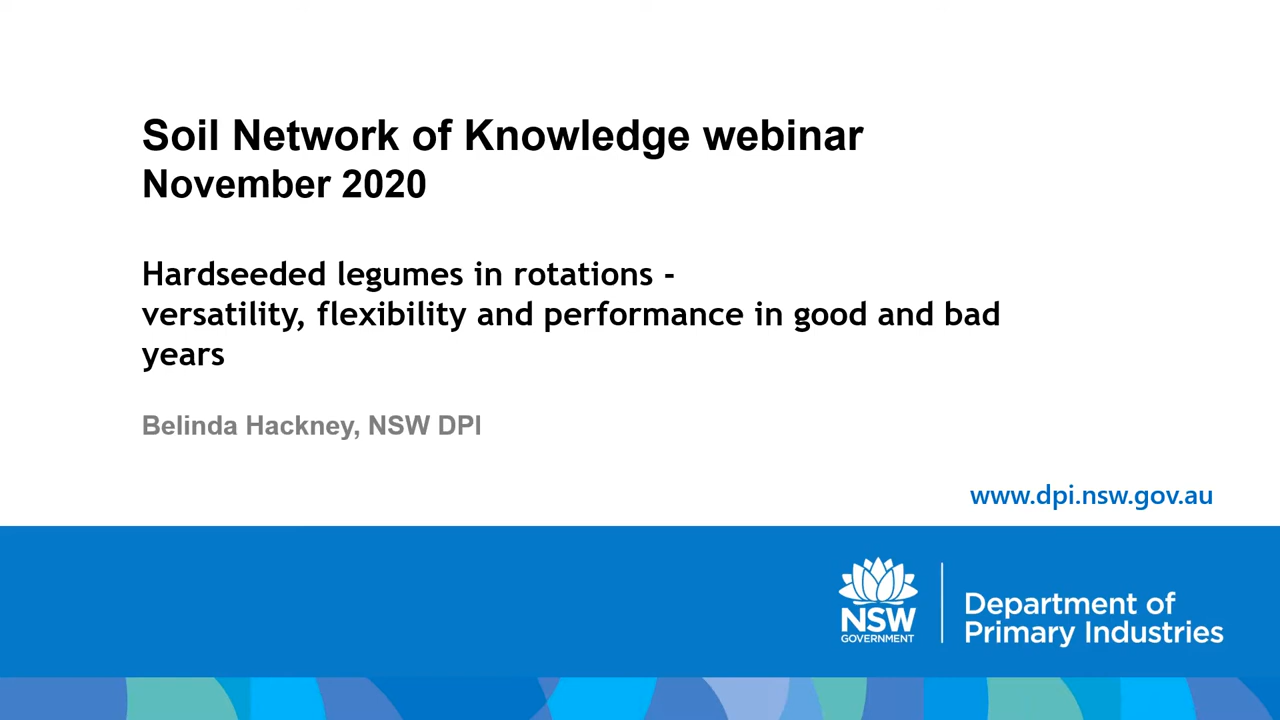 Soil Network of Knowledge webinar
November 2020
Hardseeded legumes in rotations -
versatility, flexibility and performance in good and bad
years
Belinda Hackney, NSW DPI
www.dpi.nsw.gov.au
NSW
GOVERNMENT
Department of
Primary Industries